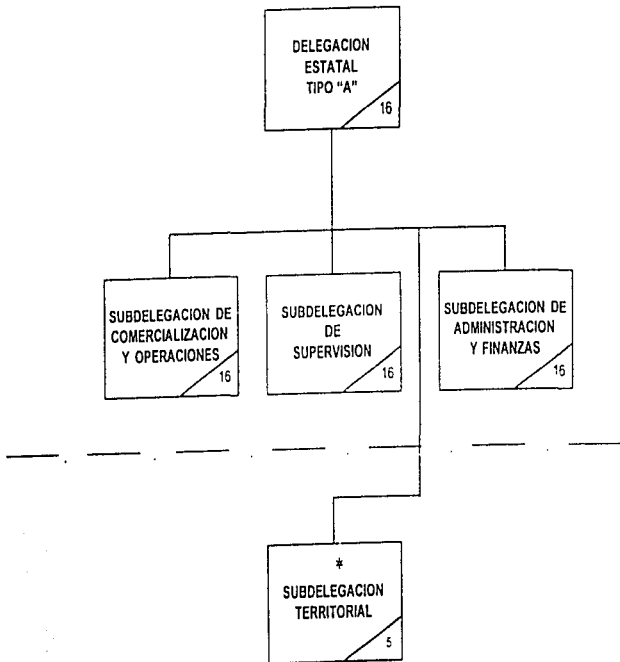 DELEGACION
ESTATAL
TIPO "A"
16
SUBDELEGACION DE
COMERCIALIZACION
Y OPERACIONES
16
SUBDELEGACION
DE
SUPERVISION
16
SUBDELEGACION DE
ADMINISTRACION
Y FINANZAS
16
*
SUBDELEGACION
TERRITORIAL
5